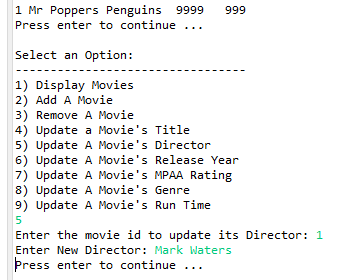 1 Mr Poppers Penguins  9999   999
Press enter to continue ...

Select an Option:
--------------------------------
1) Display Movies
2) Add A Movie
3) Remove A Movie
4) Update a Movie's Title
5) Update A Movie's Director
6) Update A Movie's Release Year
7) Update A Movie's MPAA Rating
8) Update A Movie's Genre
9) Update A Movie's Run Time
5
Enter the movie id to update its Director: 1
Enter New Director: Mark Waters
Press enter to continue ...